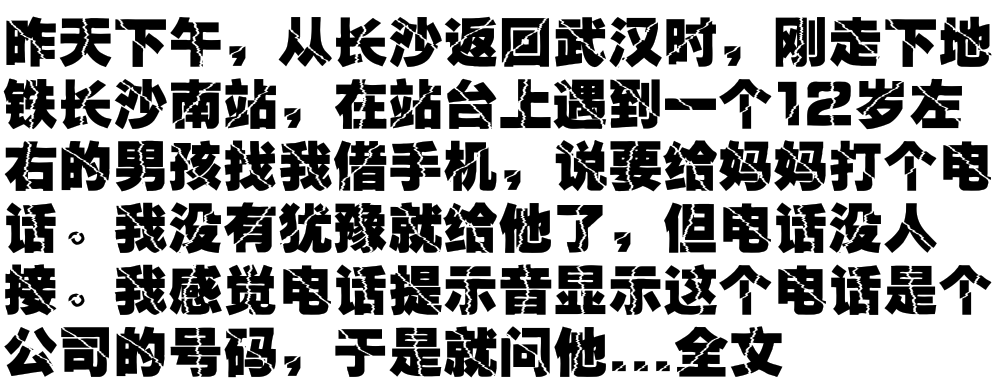 昨天下午，从长沙返回武汉时，刚走下地
铁长沙南站，在站台上遇到一个12岁左
右的男孩找我借手机，说要给妈妈打个电
话。我没有犹豫就给他了，但电话没人
接。我感觉电话提示音显示这个电话是个
公司的号码，于是就问他...全文